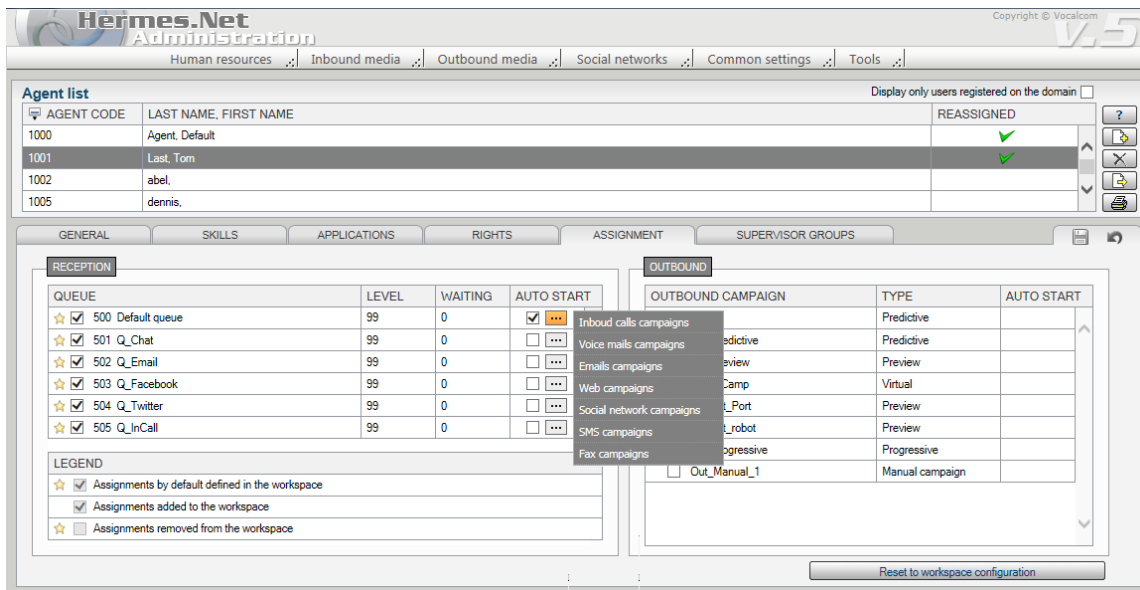 Hermes.Net
Administration
Copyright © Vocalcom
V.5
Human resources Inbound media Outbound media Social networks Common settings Tools
Agent list
Display only users registered on the domain
AGENT CODE LAST NAME, FIRST NAME REASSIGNED
?
1000 Agent, Default
1001 Last, Tom
1002 abel,
1005 dennis,
GENERAL SKILLS APPLICATIONS RIGHTS ASSIGNMENT SUPERVISOR GROUPS
RECEPTION
QUEUE LEVEL WAITING AUTO START
500 Default queue 99 0 ...
501 Q_Chat 99 0 ...
502 Q_Email 99 0 ...
503 Q_Facebook 99 0 ...
504 Q_Twitter 99 0 ...
505 Q_InCall 99 0 ...
Inboud calls campaigns
Voice mails campaigns
Emails campaigns
Web campaigns
Social network campaigns
SMS campaigns
Fax campaigns
LEGEND
Assignments by default defined in the workspace
Assignments added to the workspace
Assignments removed from the workspace
OUTBOUND
OUTBOUND CAMPAIGN TYPE AUTO START
Predictive
edictive Predictive
eview Preview
Camp Virtual
t_Port Preview
t_robot Preview
ogressive Progressive
Out_Manual_1 Manual campaign
Reset to workspace configuration